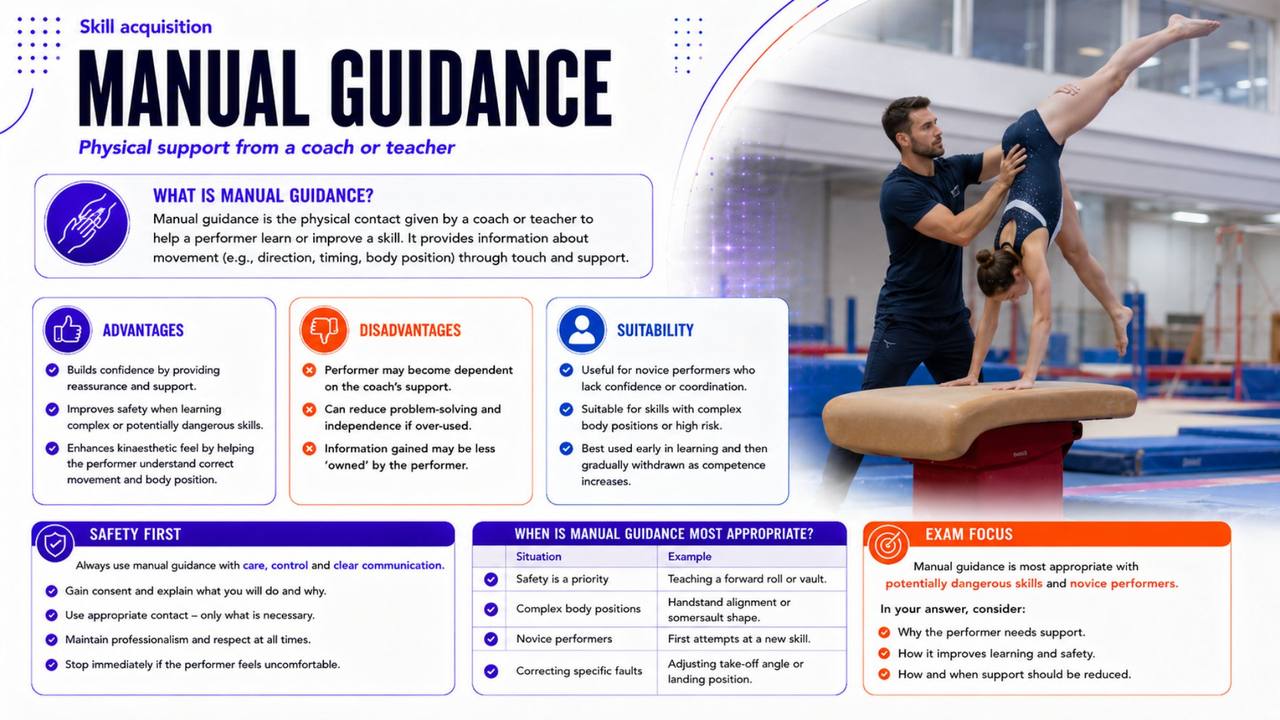 Skill acquisition
MANUAL GUIDANCE
Physical support from a coach or teacher
WHAT IS MANUAL GUIDANCE?
Manual guidance is the physical contact given by a coach or teacher to
help a performer learn or improve a skill. It provides information about
movement (e.g., direction, timing, body position) through touch and support.
ADVANTAGES
Builds confidence by providing
reassurance and support.
Improves safety when learning
complex or potentially dangerous skills.
Enhances kinaesthetic feel by helping
the performer understand correct
movement and body position.
DISADVANTAGES
Performer may become dependent
on the coach's support.
Can reduce problem-solving and
independence if over-used.
Information gained may be less
'owned' by the performer.
SUITABILITY
Useful for novice performers who
lack confidence or coordination.
Suitable for skills with complex
body positions or high risk.
Best used early in learning and then
gradually withdrawn as competence
increases.
SAFETY FIRST
Always use manual guidance with care, control and clear communication.
Gain consent and explain what you will do and why.
Use appropriate contact – only what is necessary.
Maintain professionalism and respect at all times.
Stop immediately if the performer feels uncomfortable.
WHEN IS MANUAL GUIDANCE MOST APPROPRIATE?
Situation Example
Safety is a priority Teaching a forward roll or vault.
Complex body positions Handstand alignment or
somersault shape.
Novice performers First attempts at a new skill.
Correcting specific faults Adjusting take-off angle or
landing position.
EXAM FOCUS
Manual guidance is most appropriate with
potentially dangerous skills and novice performers.
In your answer, consider:
Why the performer needs support.
How it improves learning and safety.
How and when support should be reduced.